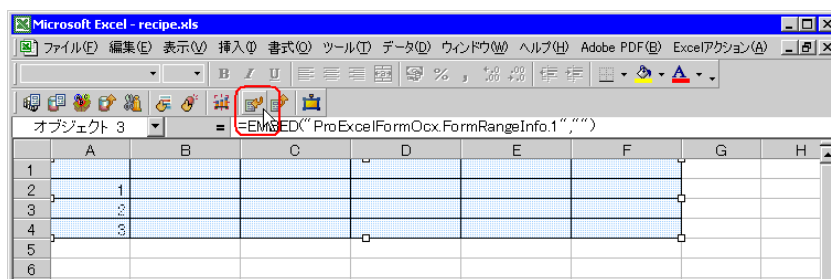 Microsoft Excel - recipe.xls
ファイル(F) 編集(E) 表示(V) 挿入(I) 書式(O) ツール(T) データ(D) ウィンドウ(W) ヘルプ(H) Adobe PDF(B) Excelアクション(A)
B I U % ,
オブジェクト 3 = =EMBED("ProExcelFormOcx.FormRangeInfo.1","")
A B C D E F G H
1
2 1
3 2
4 3
5
6